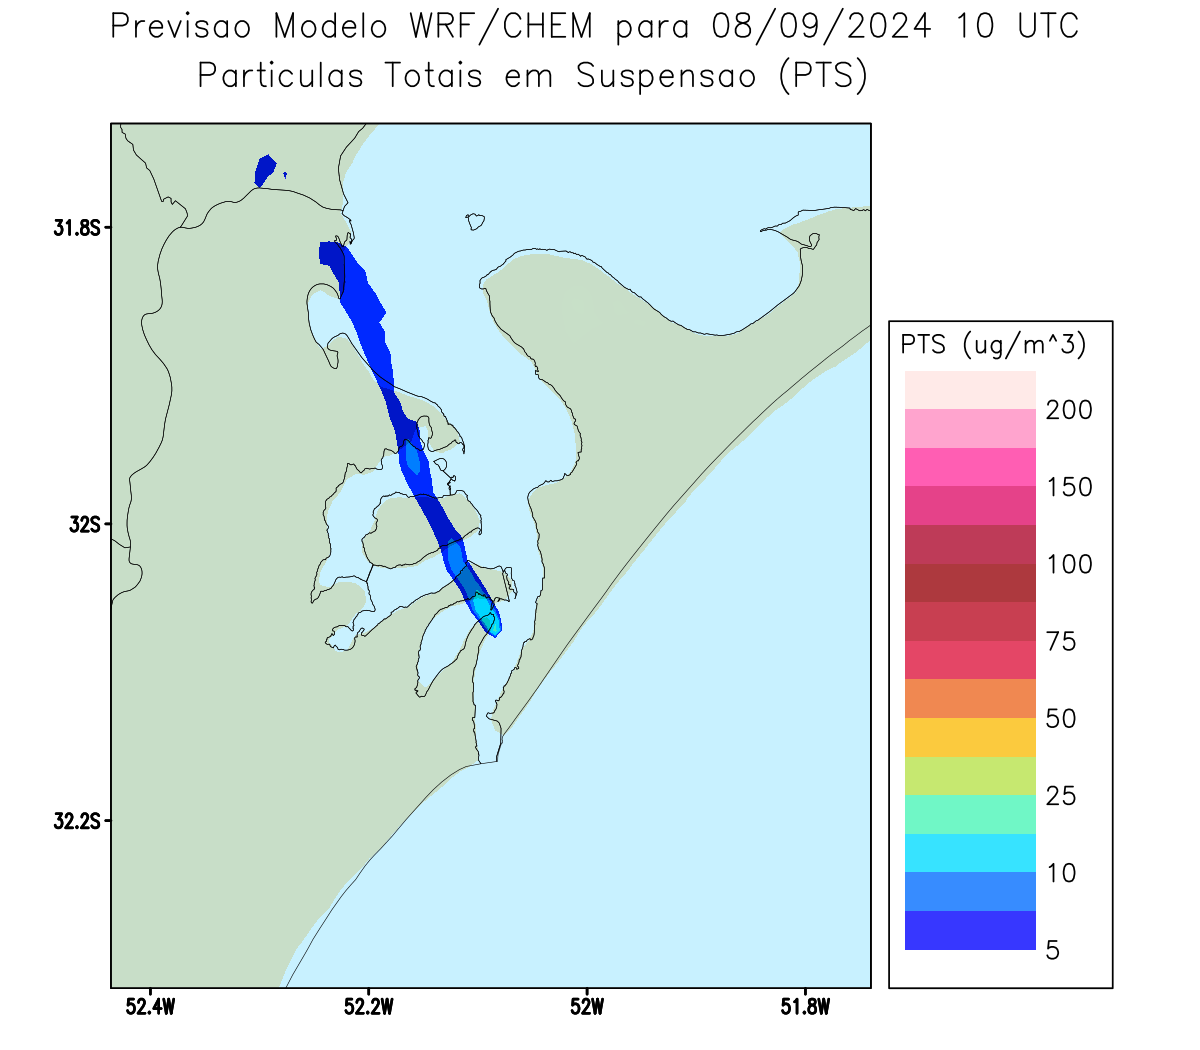 Previsao Modelo WRF/CHEM para 08/09/2024 10 UTC
Particulas Totais em Suspensao (PTS)
31.8S
32S
32.2S
52.4W
52.2W
52W
51.8W
PTS (ug/m^3)
200
150
100
75
50
25
10
5